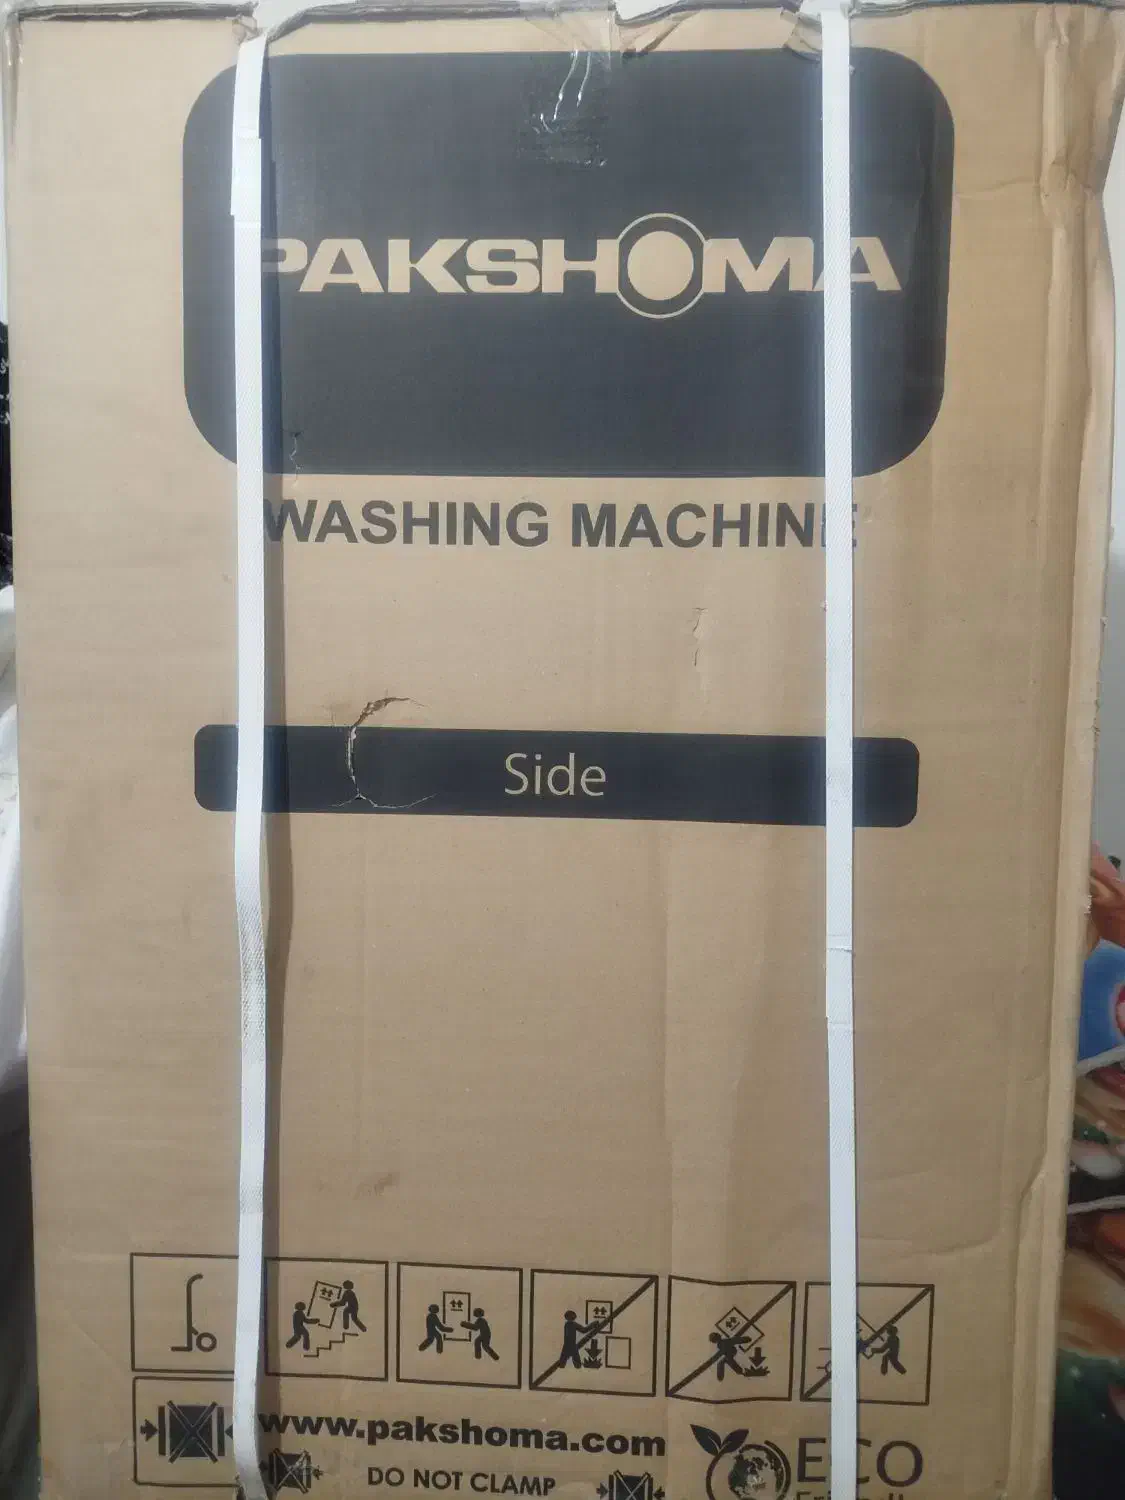 PAKSHOMA
WASHING MACHINE
Side
www.pakshoma.com
DO NOT CLAMP
ECO